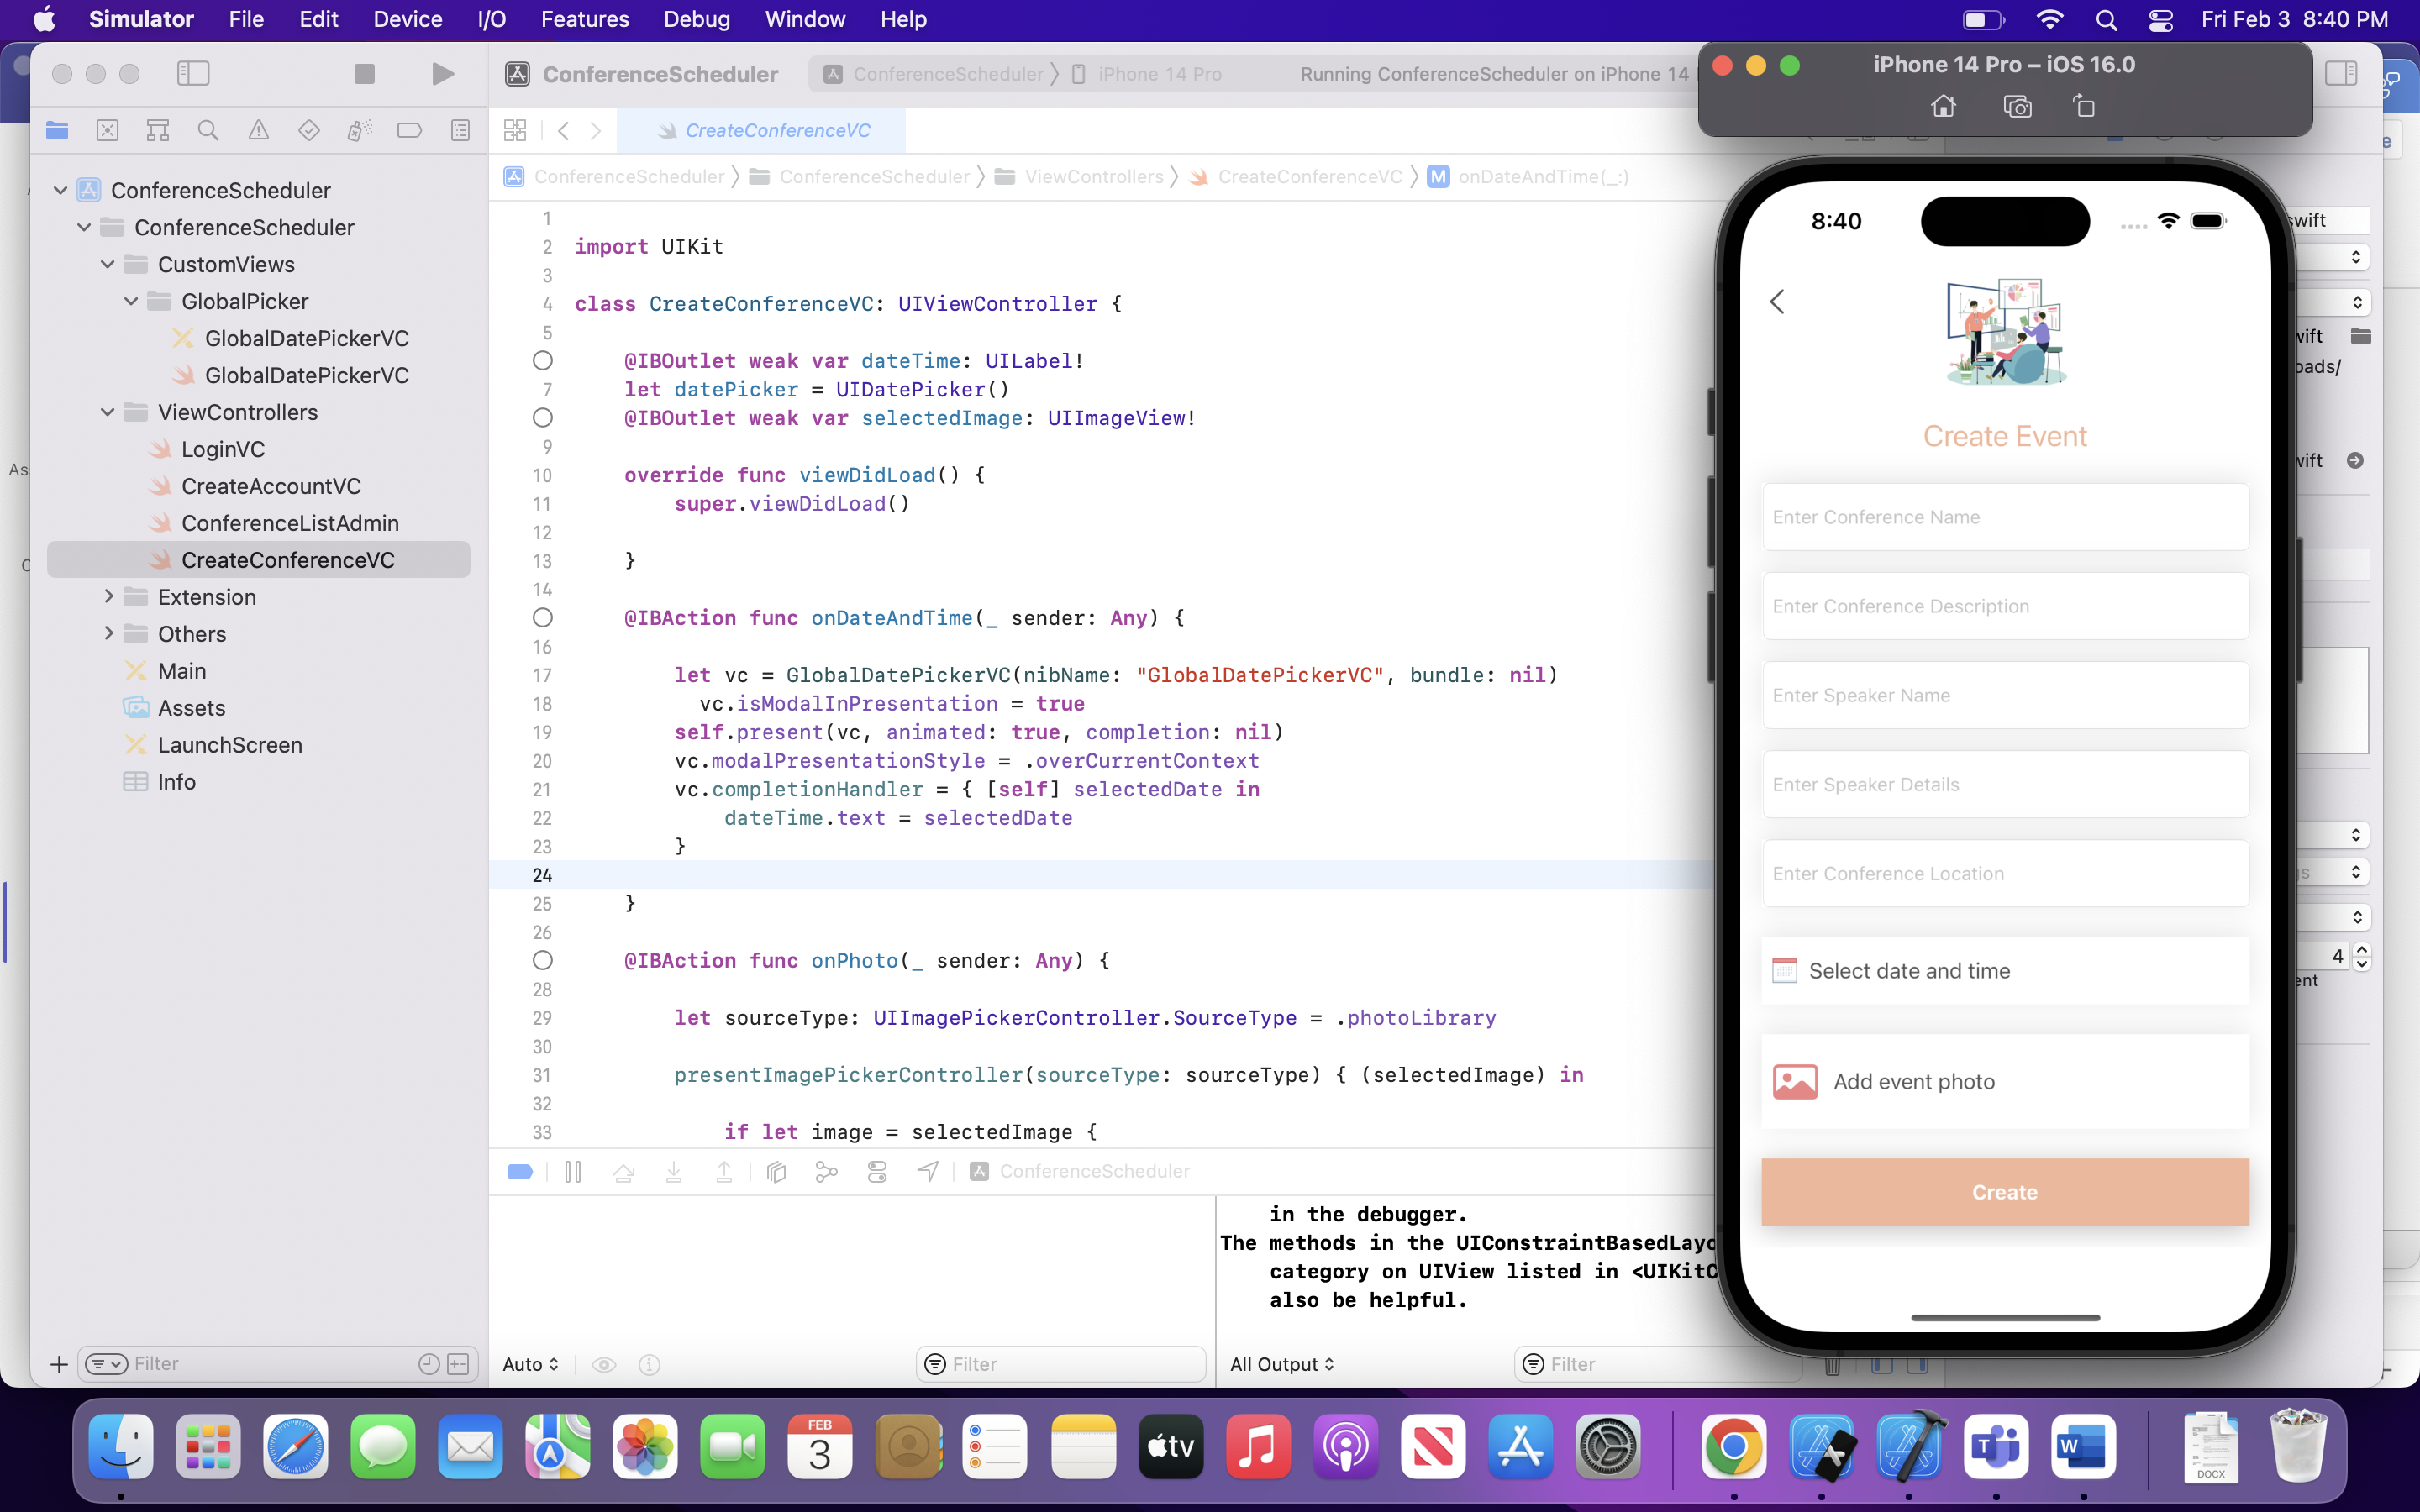 Simulator File Edit Device I/O Features Debug Window Help Fri Feb 3 8:40 PM
ConferenceScheduler ConferenceScheduler iPhone 14 Pro Running ConferenceScheduler on iPhone 14
iPhone 14 Pro – iOS 16.0
CreateConferenceVC
ConferenceScheduler ConferenceScheduler ViewControllers CreateConferenceVC M onDateAndTime(_:)
ConferenceScheduler
ConferenceScheduler
CustomViews
GlobalPicker
GlobalDatePickerVC
GlobalDatePickerVC
ViewControllers
LoginVC
CreateAccountVC
ConferenceListAdmin
CreateConferenceVC
Extension
Others
Main
Assets
LaunchScreen
Info
Filter
1
2 import UIKit
3
4 class CreateConferenceVC: UIViewController {
5
@IBOutlet weak var dateTime: UILabel!
7 let datePicker = UIDatePicker()
@IBOutlet weak var selectedImage: UIImageView!
9
10 override func viewDidLoad() {
11 super.viewDidLoad()
12
13 }
14
@IBAction func onDateAndTime(_ sender: Any) {
16
17 let vc = GlobalDatePickerVC(nibName: "GlobalDatePickerVC", bundle: nil)
18 vc.isModalInPresentation = true
19 self.present(vc, animated: true, completion: nil)
20 vc.modalPresentationStyle = .overCurrentContext
21 vc.completionHandler = { [self] selectedDate in
22 dateTime.text = selectedDate
23 }
24
25 }
26
@IBAction func onPhoto(_ sender: Any) {
28
29 let sourceType: UIImagePickerController.SourceType = .photoLibrary
30
31 presentImagePickerController(sourceType: sourceType) { (selectedImage) in
32
33 if let image = selectedImage {
ConferenceScheduler
in the debugger.
The methods in the UIConstraintBasedLayo
category on UIView listed in <UIKitC
also be helpful.
Auto Filter
All Output Filter
8:40
Create Event
Enter Conference Name
Enter Conference Description
Enter Speaker Name
Enter Speaker Details
Enter Conference Location
Select date and time
Add event photo
Create
swift
wift
oads/
wift
gs
4
ent
As
FEB
3
tv
T
W
DOCX